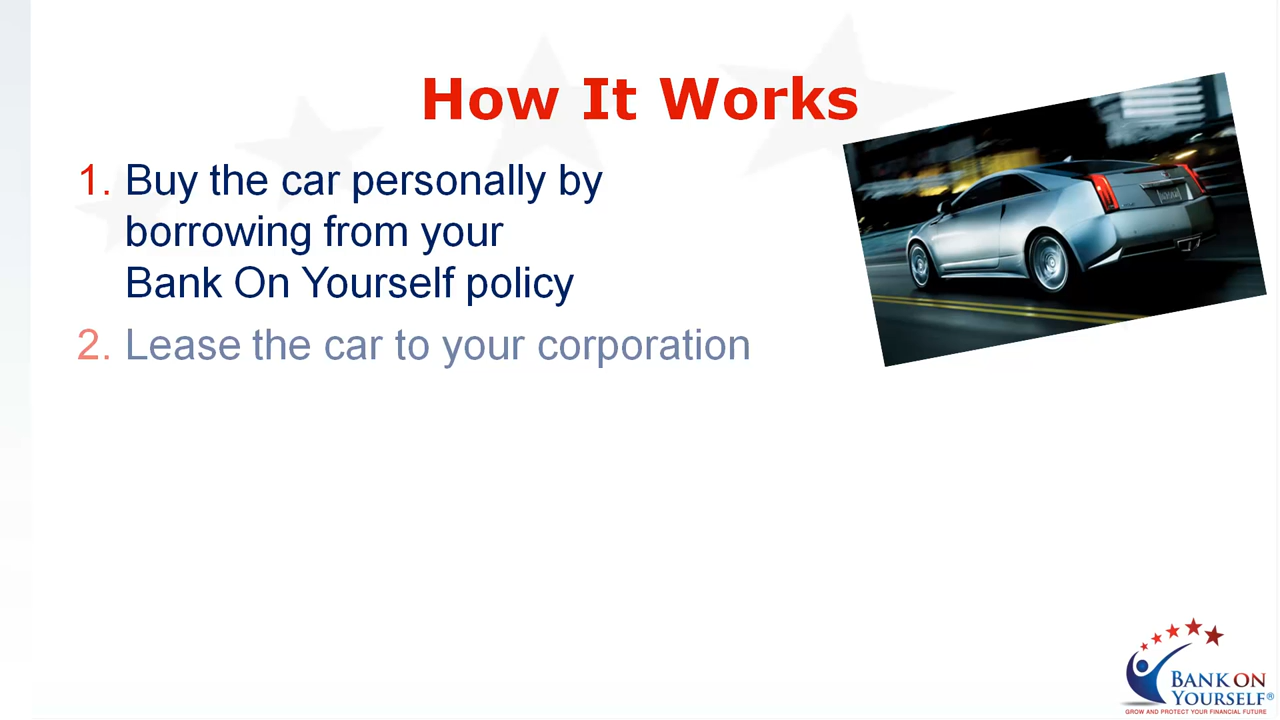 How It Works
1. Buy the car personally by
borrowing from your
Bank On Yourself policy
2. Lease the car to your corporation
BANK ON
YOURSELF®
GROW AND PROTECT YOUR FINANCIAL FUTURE